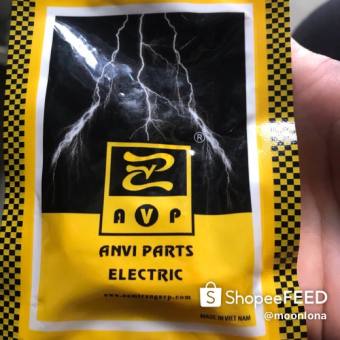 ®
A V P
ANVI PARTS
ELECTRIC
MADE IN VIET NAM
S ShopeeFEED
@moonlona